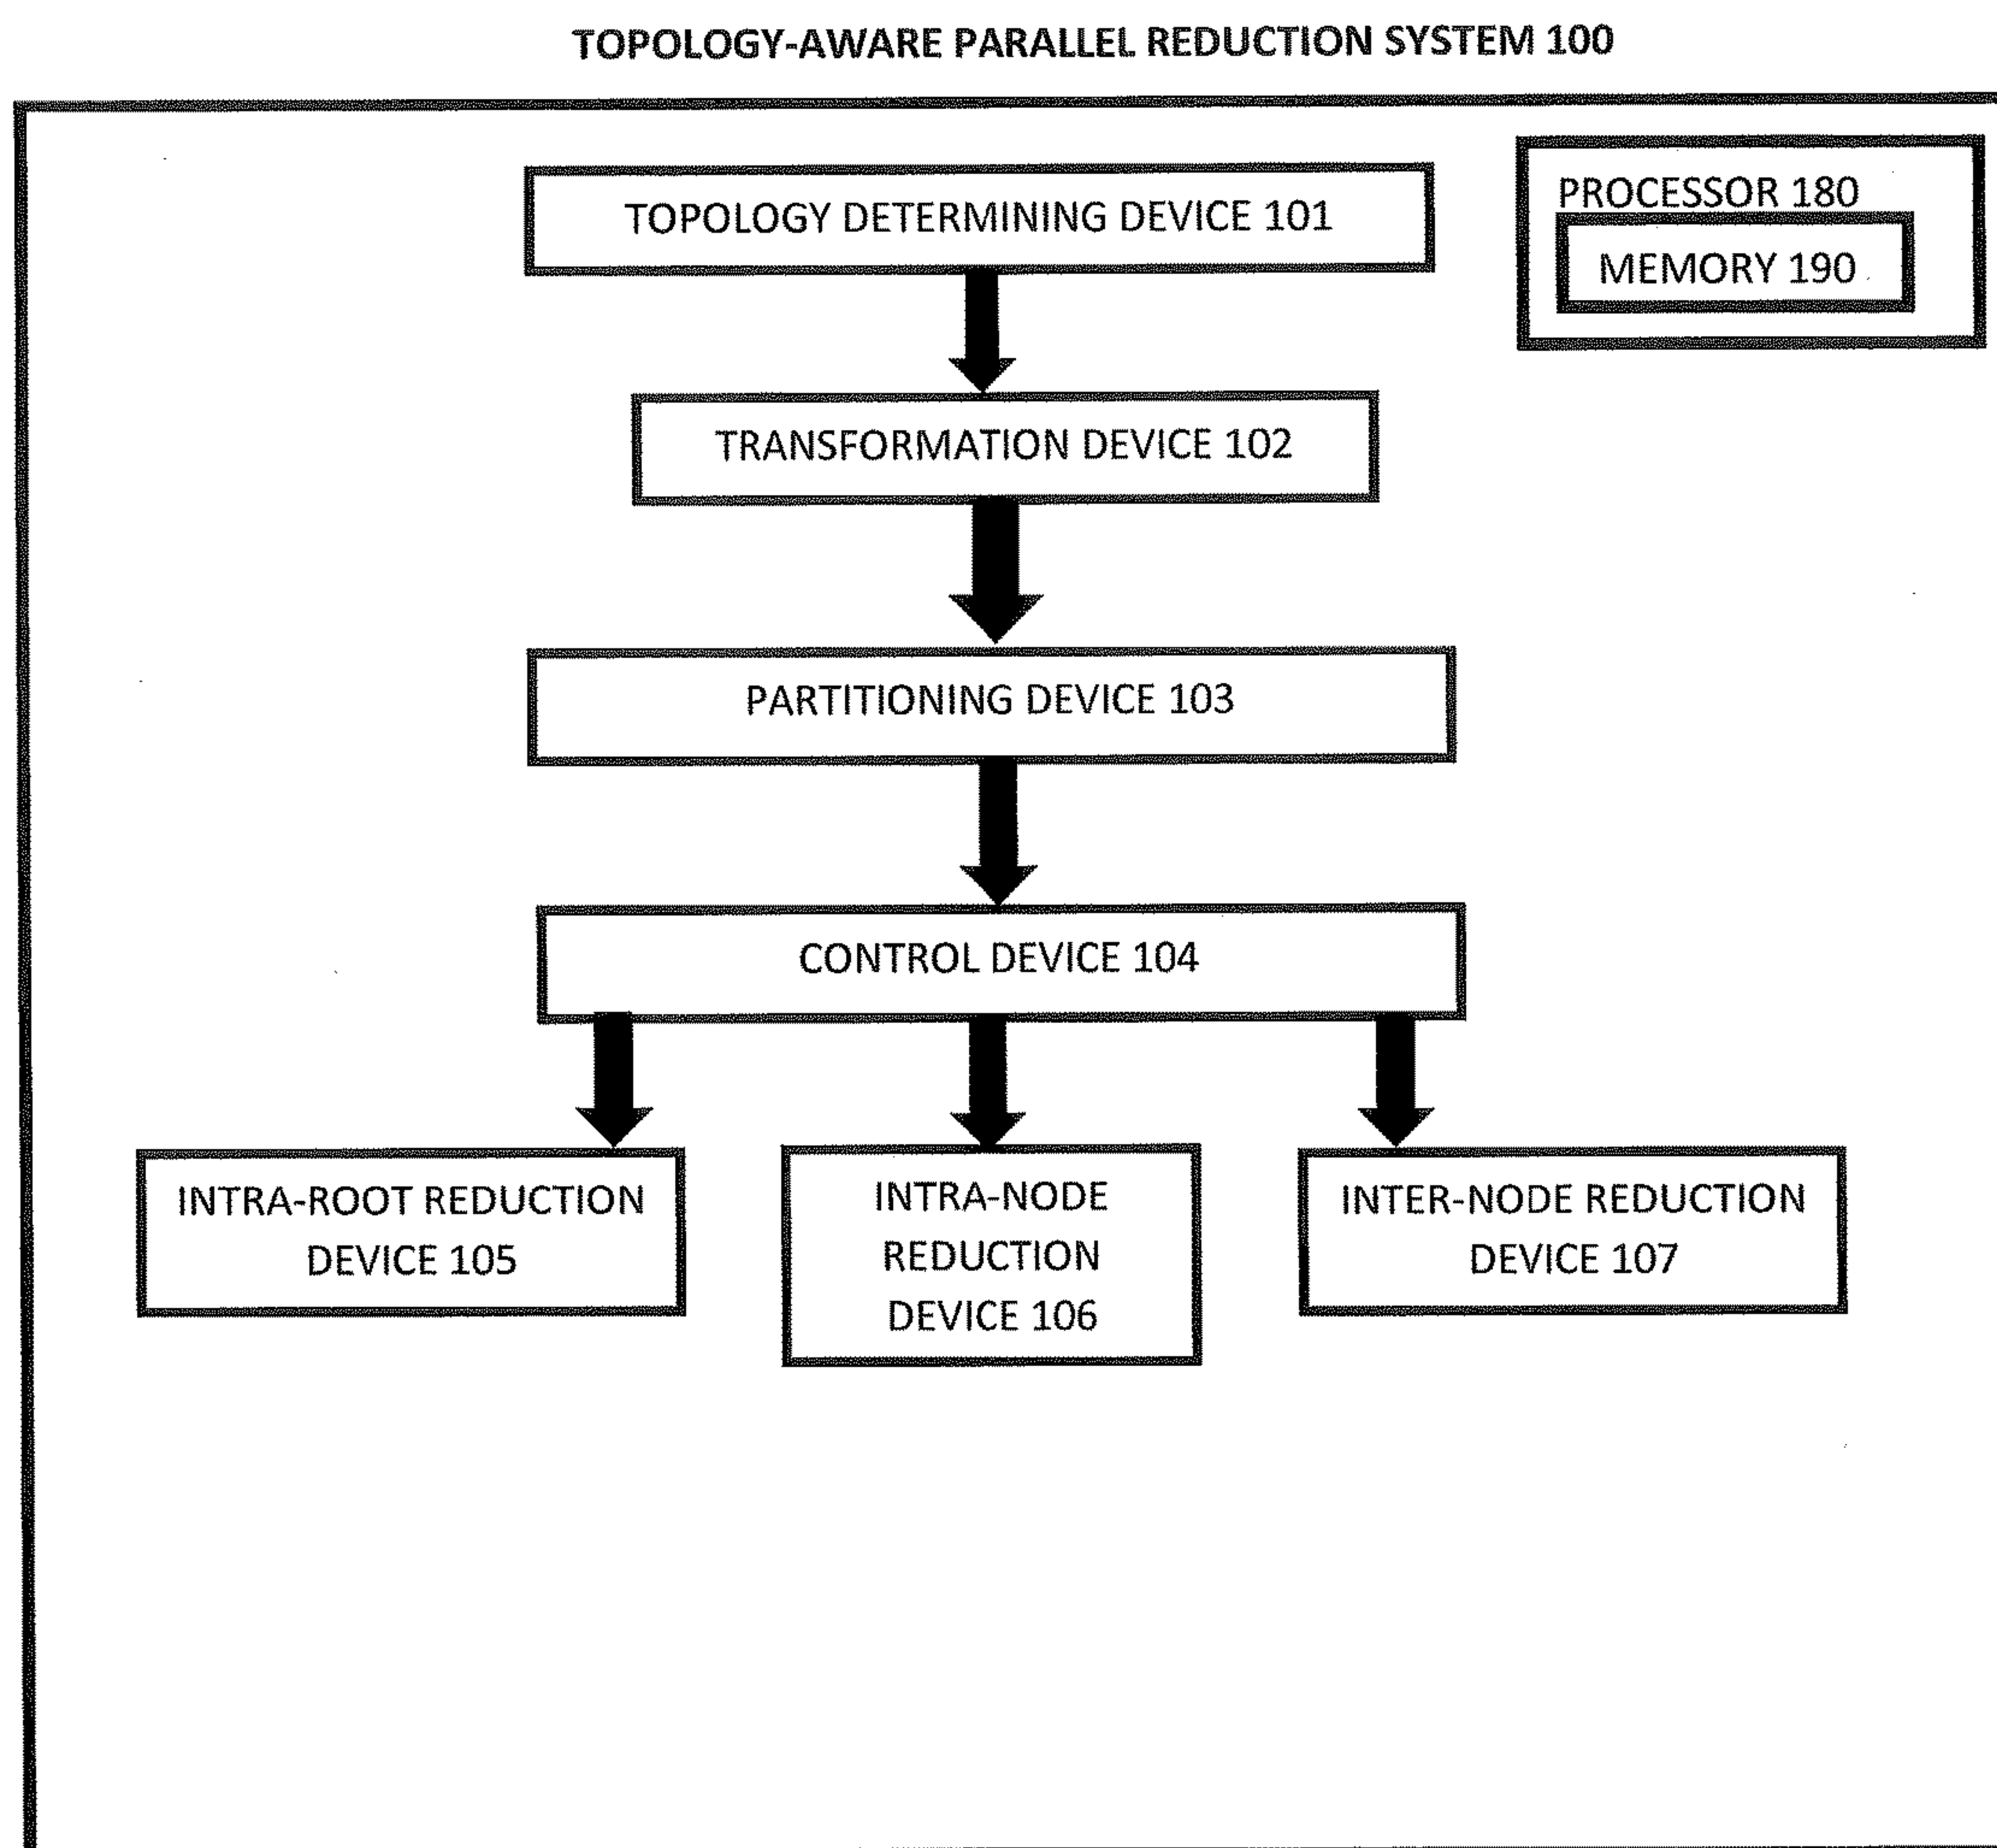 TOPOLOGY-AWARE PARALLEL REDUCTION SYSTEM 100
TOPOLOGY DETERMINING DEVICE 101
PROCESSOR 180
MEMORY 190
TRANSFORMATION DEVICE 102
PARTITIONING DEVICE 103
CONTROL DEVICE 104
INTRA-ROOT REDUCTION
DEVICE 105
INTRA-NODE
REDUCTION
DEVICE 106
INTER-NODE REDUCTION
DEVICE 107